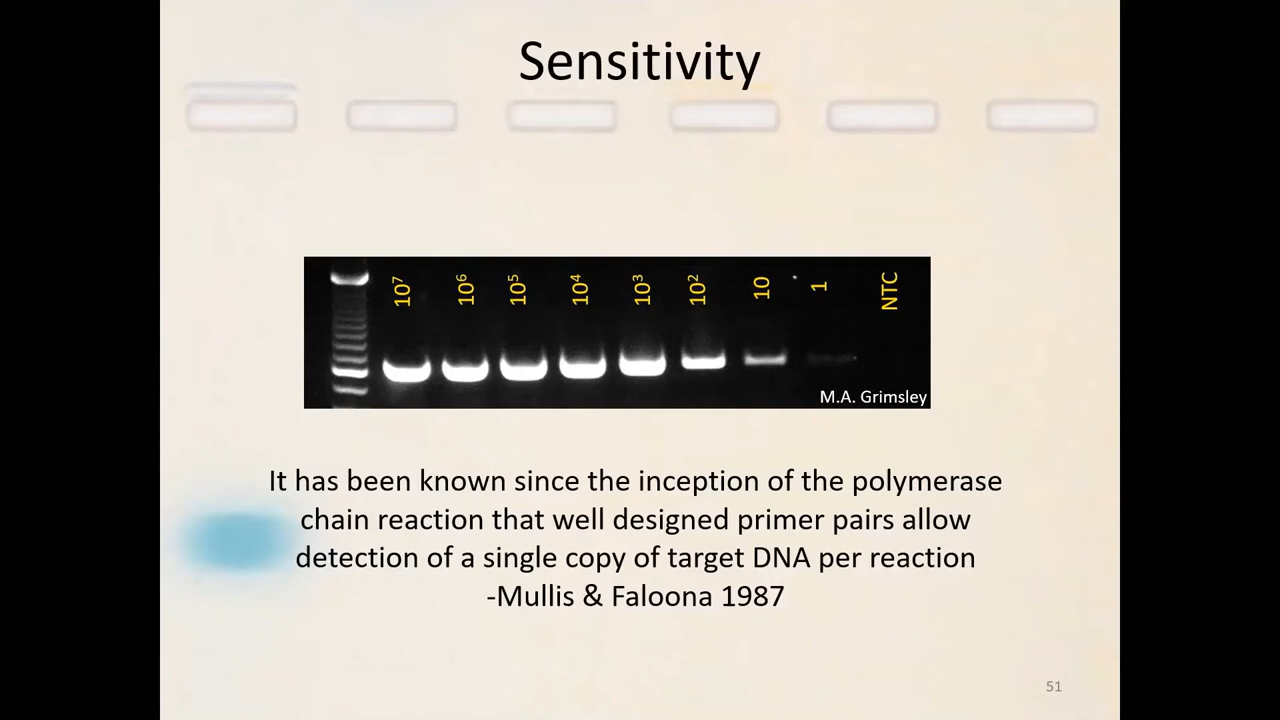 Sensitivity
10⁷ 10⁶ 10⁵ 10⁴ 10³ 10² 10 1 NTC
M.A. Grimsley
It has been known since the inception of the polymerase
chain reaction that well designed primer pairs allow
detection of a single copy of target DNA per reaction
-Mullis & Faloona 1987
51